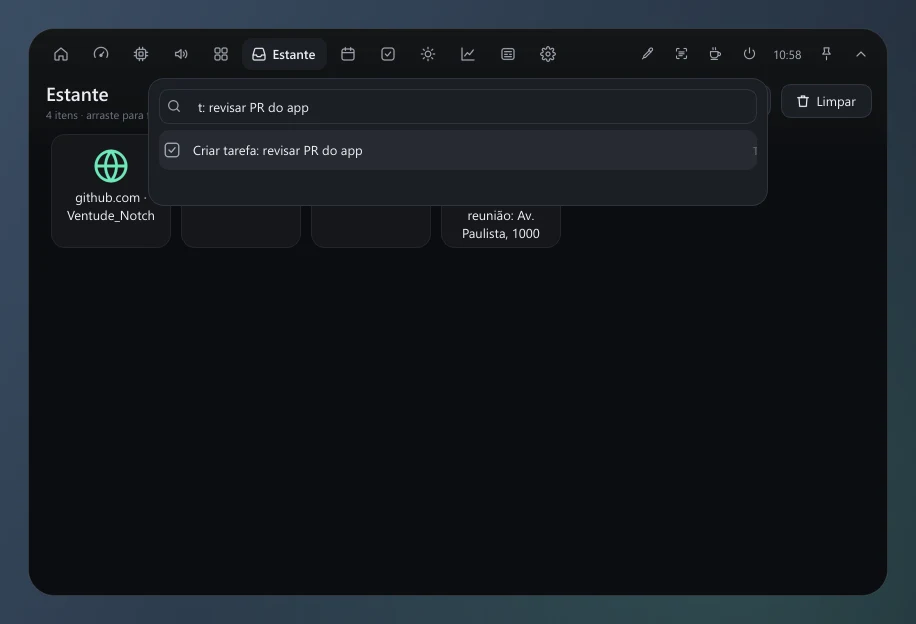 Estante
10:58
Estante
4 itens · arraste para
Limpar
t: revisar PR do app
Criar tarefa: revisar PR do app
github.com ·
Ventude_Notch
reunião: Av.
Paulista, 1000